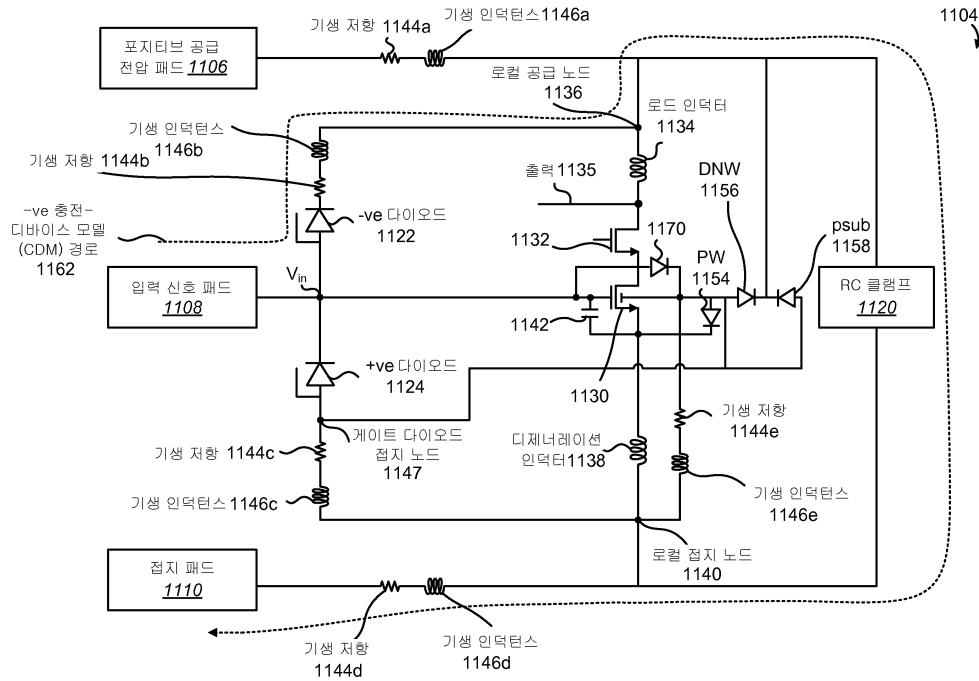 1104
포지티브 공급
전압 패드 1106
기생 저항 1144a
기생 인덕턴스 1146a
로컬 공급 노드
1136
로드 인덕터
1134
기생 인덕턴스
1146b
기생 저항 1144b
출력 1135
DNW
1156
-ve 다이오드
1122
-ve 충전-
디바이스 모델
(CDM) 경로
1162
1132
1170
PW
1154
psub
1158
Vin
입력 신호 패드
1108
RC 클램프
1120
1142
+ve 다이오드
1124
1130
기생 저항
1144e
게이트 다이오드
접지 노드
1147
디제너레이션
인덕터1138
기생 저항 1144c
기생 인덕턴스 1146c
기생 인덕턴스
1146e
로컬 접지 노드
1140
접지 패드
1110
기생 저항
1144d
기생 인덕턴스
1146d